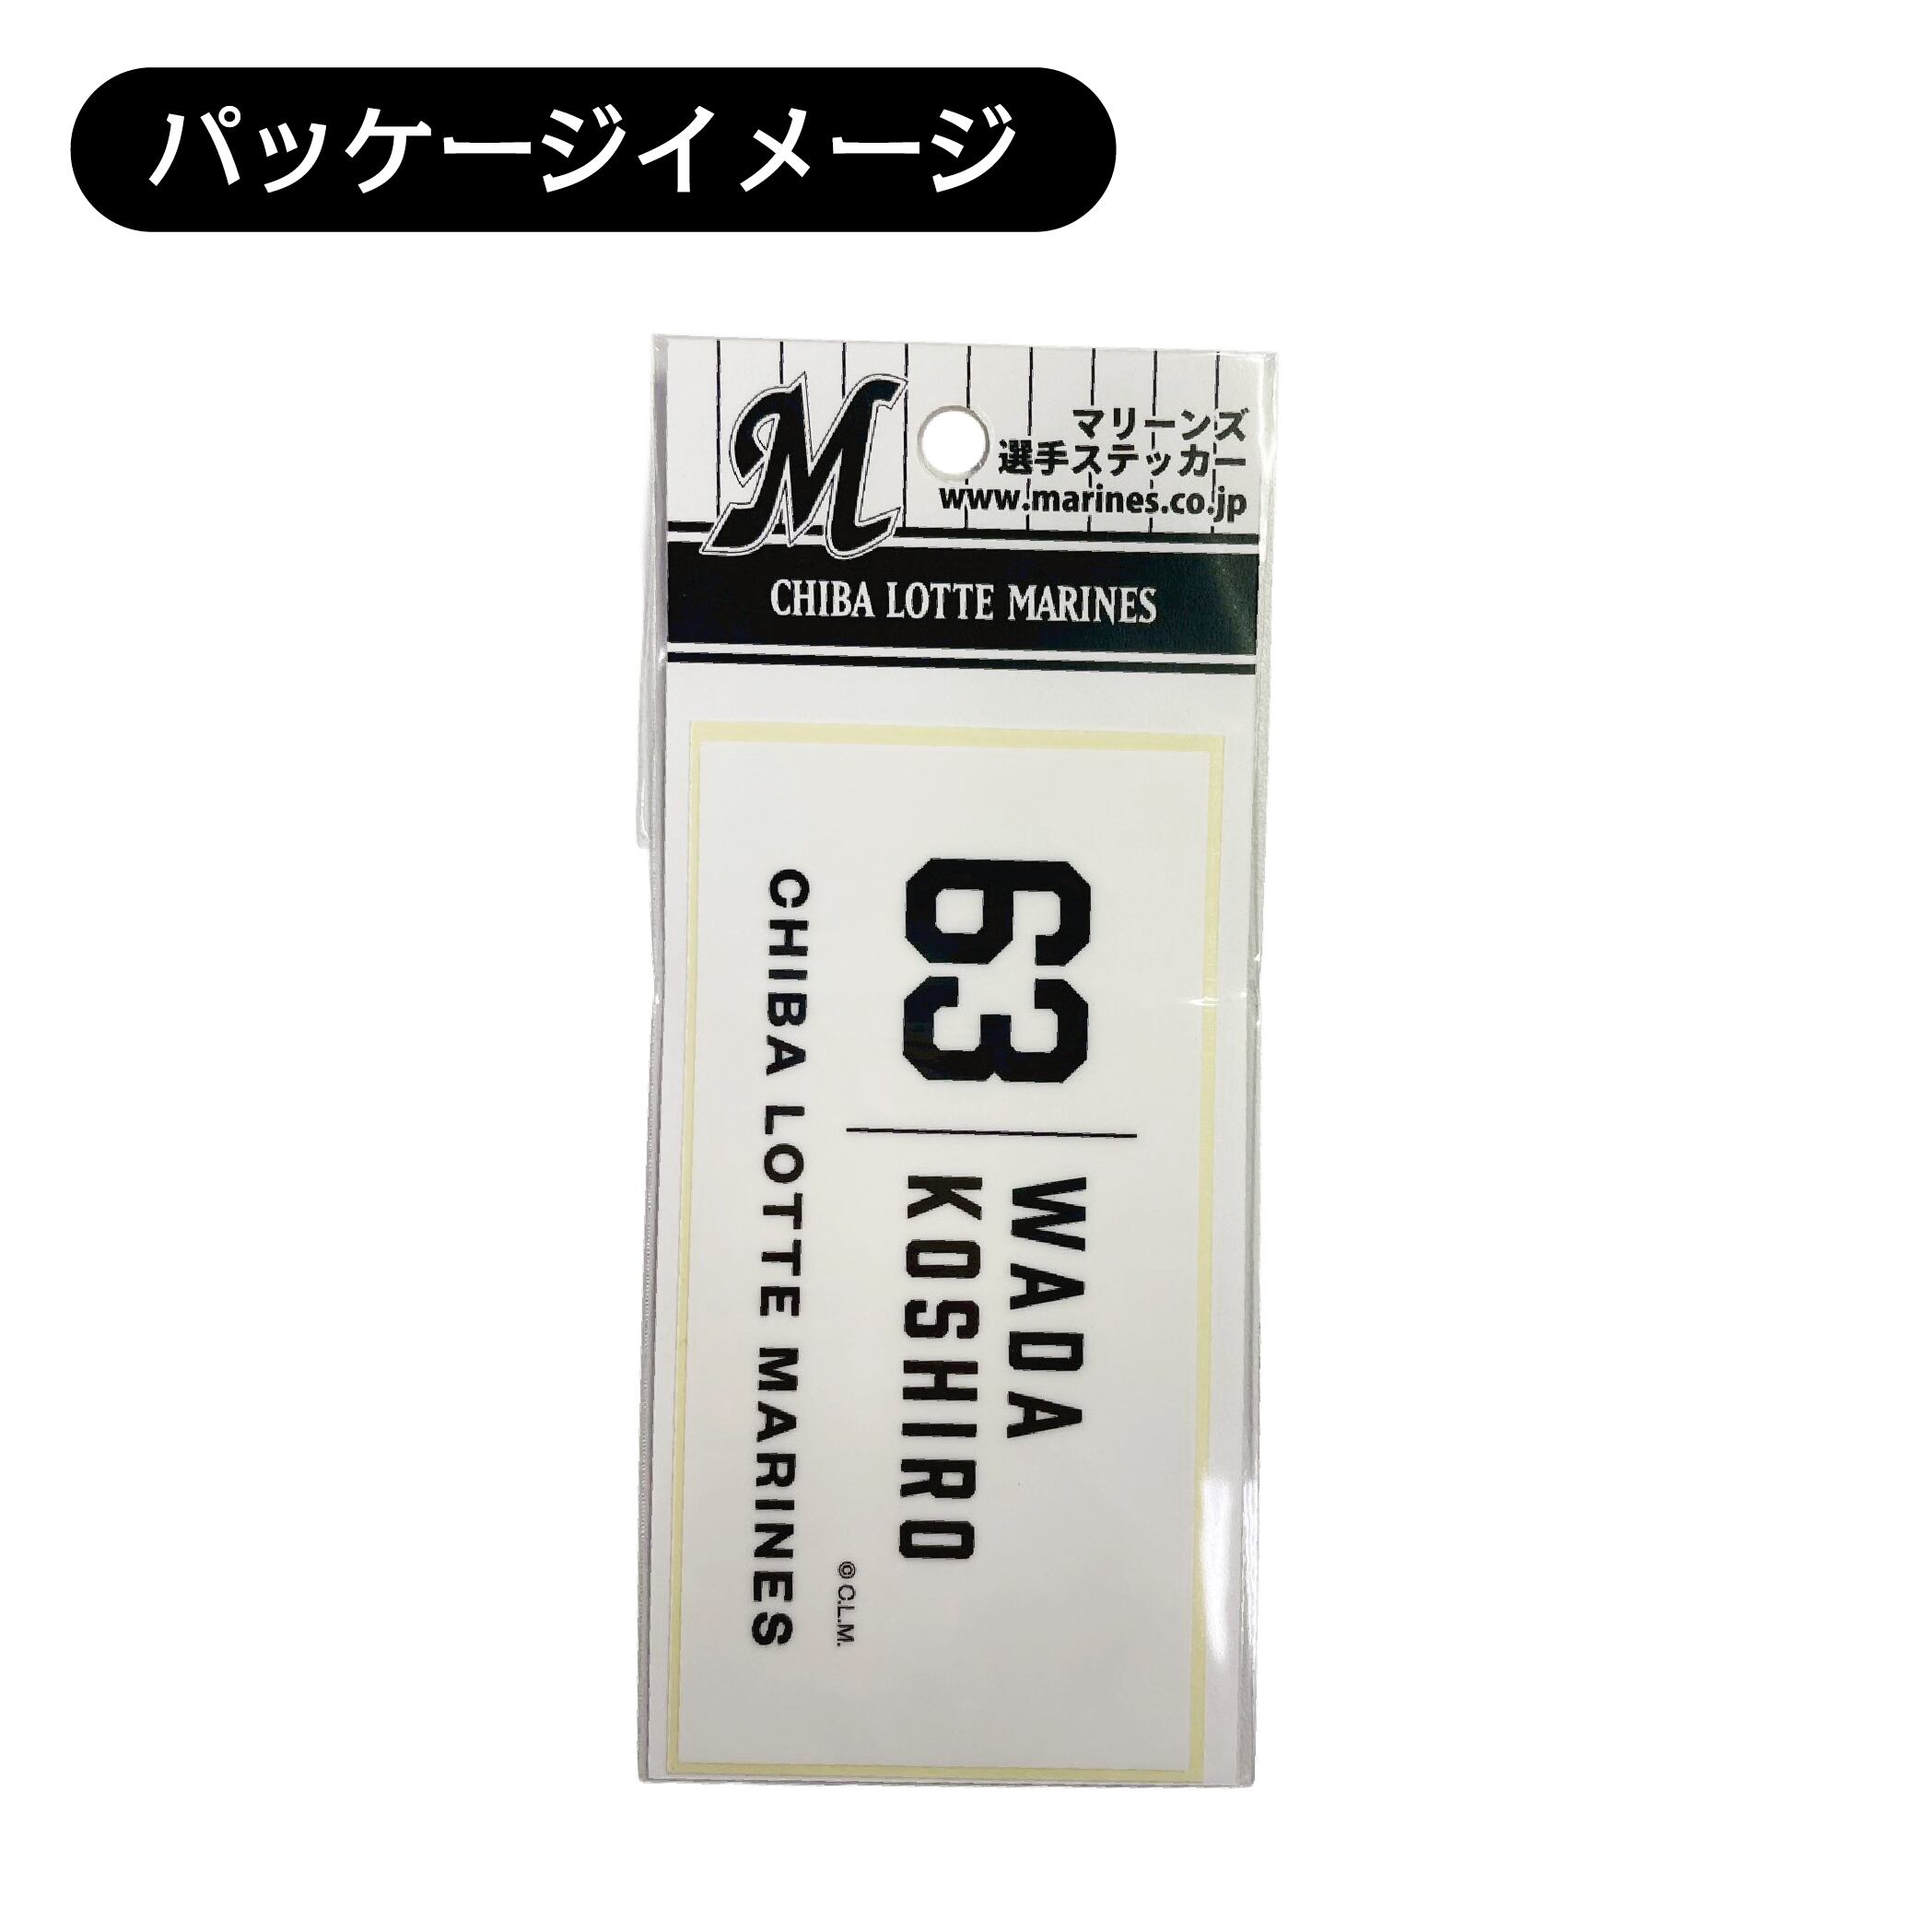 パッケージイメージ
M
マリーンズ
選手ステッカー
www.marines.co.jp
CHIBA LOTTE MARINES
63
WADA
KOSHIRO
© C.L.M.
CHIBA LOTTE MARINES